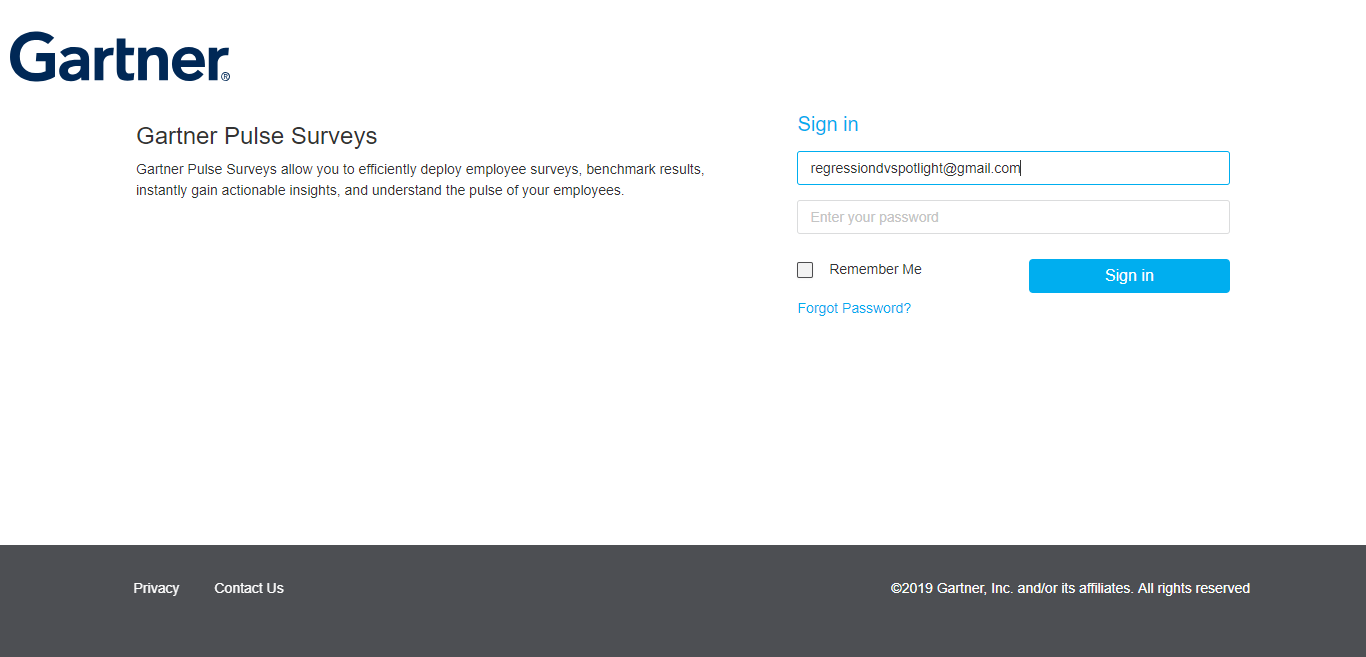 Gartner®
Gartner Pulse Surveys
Gartner Pulse Surveys allow you to efficiently deploy employee surveys, benchmark results,
instantly gain actionable insights, and understand the pulse of your employees.
Sign in
regressiondvspotlight@gmail.com
Enter your password
Remember Me
Sign in
Forgot Password?
Privacy
Contact Us
©2019 Gartner, Inc. and/or its affiliates. All rights reserved